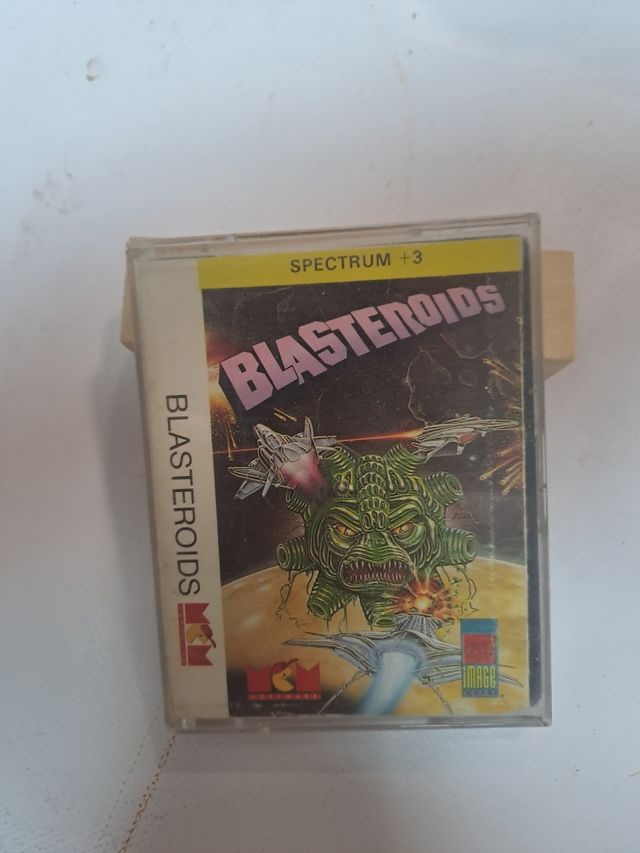 SPECTRUM +3
BLASTEROIDS
BLASTEROIDS
MCM
MCM
SOFTWARE
IMAGE